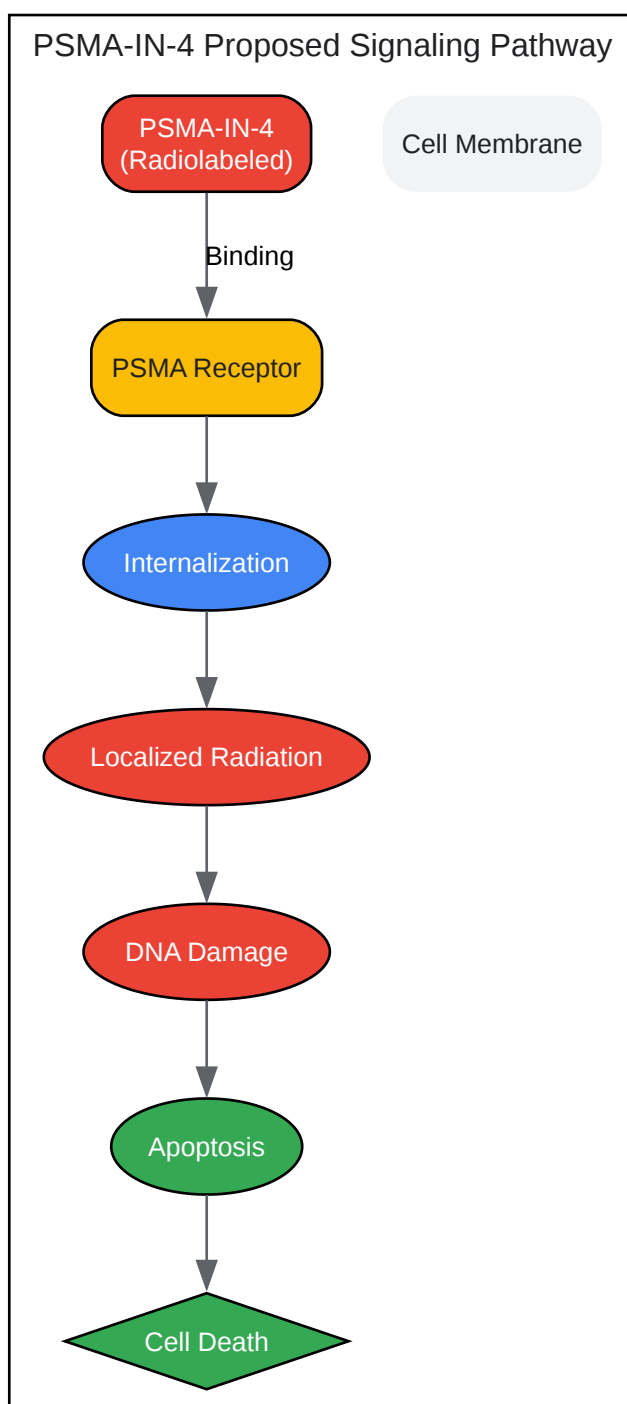 PSMA-IN-4 Proposed Signaling Pathway
PSMA-IN-4
(Radiolabeled)
Cell Membrane
Binding
PSMA Receptor
Internalization
Localized Radiation
DNA Damage
Apoptosis
Cell Death